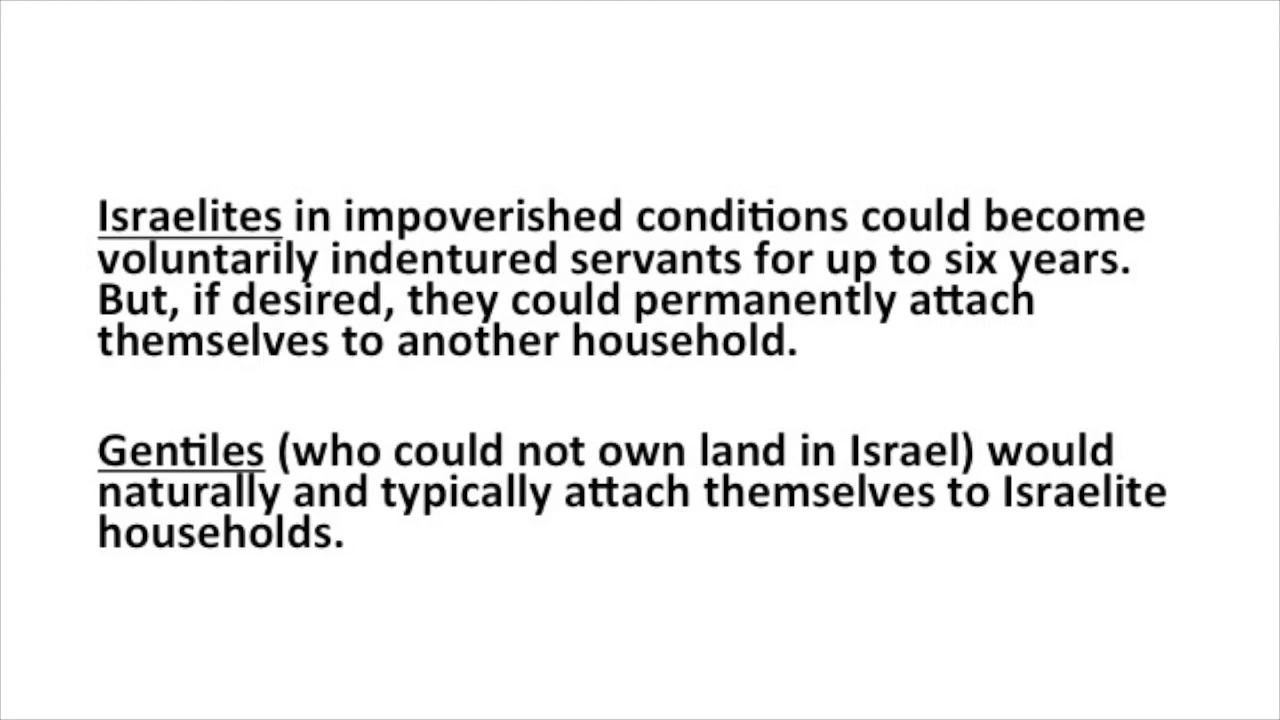 Israelites in impoverished conditions could become
voluntarily indentured servants for up to six years.
But, if desired, they could permanently attach
themselves to another household.
Gentiles (who could not own land in Israel) would
naturally and typically attach themselves to Israelite
households.